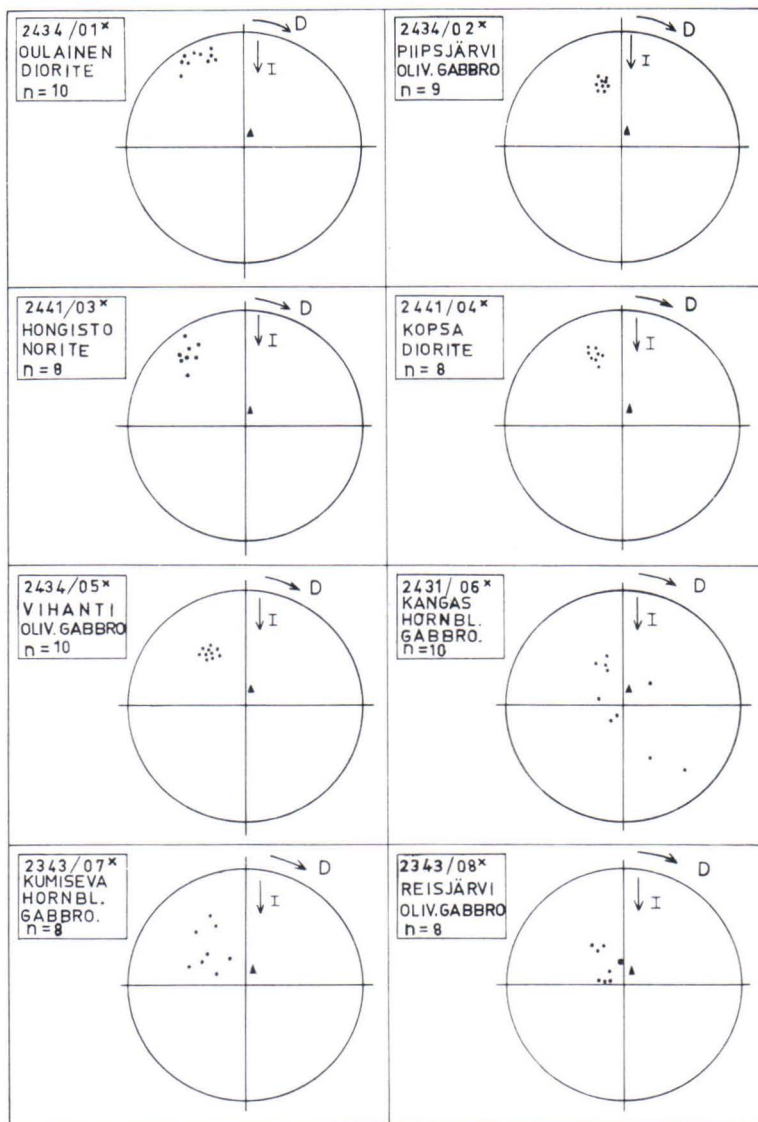 2434/01x
OULAINEN
DIORITE
n = 10
D
I
2434/02x
PIIPSJÄRVI
OLIV. GABBRO
n = 9
D
I
2441/03x
HONGISTO
NORITE
n = 8
D
I
2441/04x
KOPSA
DIORITE
n = 8
D
I
2434/05x
VIHANTI
OLIV. GABBRO
n = 10
D
I
2431/06x
KANGAS
HORNBL.
GABBRO.
n = 10
D
I
2343/07x
KUMISEVA
HORNBL.
GABBRO.
n = 8
D
I
2343/08x
REISJÄRVI
OLIV. GABBRO
n = 8
D
I